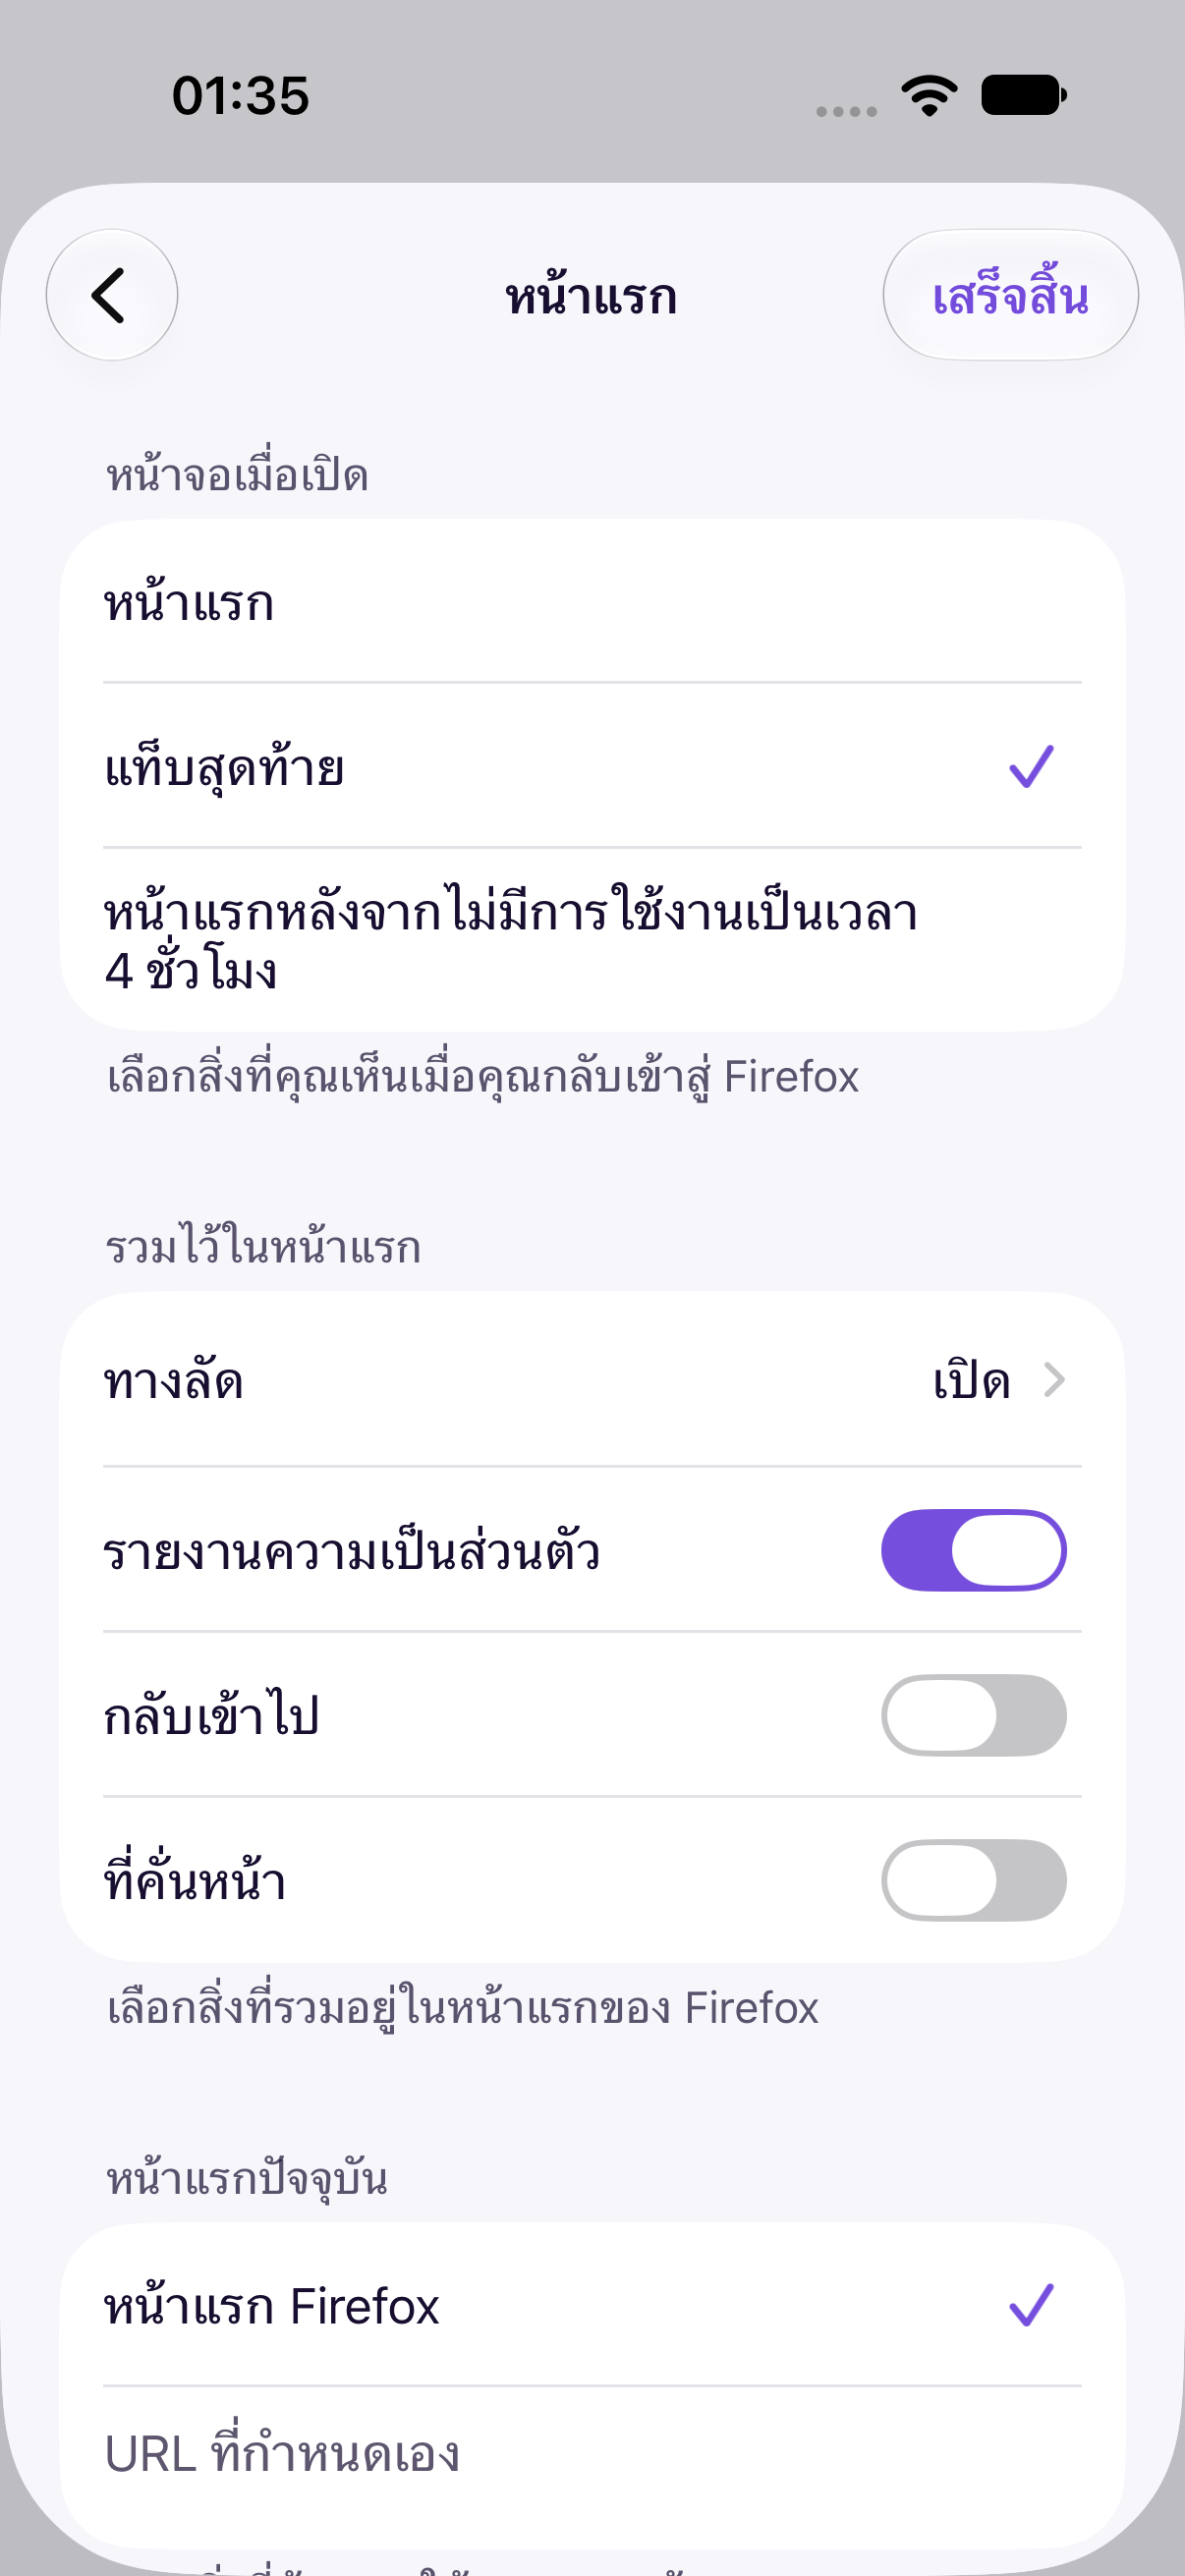 01:35
หน้าแรก
เสร็จสิ้น
หน้าจอเมื่อเปิด
หน้าแรก
แท็บสุดท้าย
หน้าแรกหลังจากไม่มีการใช้งานเป็นเวลา
4 ชั่วโมง
เลือกสิ่งที่คุณเห็นเมื่อคุณกลับเข้าสู่ Firefox
รวมไว้ในหน้าแรก
ทางลัด
เปิด
รายงานความเป็นส่วนตัว
กลับเข้าไป
ที่คั่นหน้า
เลือกสิ่งที่รวมอยู่ในหน้าแรกของ Firefox
หน้าแรกปัจจุบัน
หน้าแรก Firefox
URL ที่กำหนดเอง